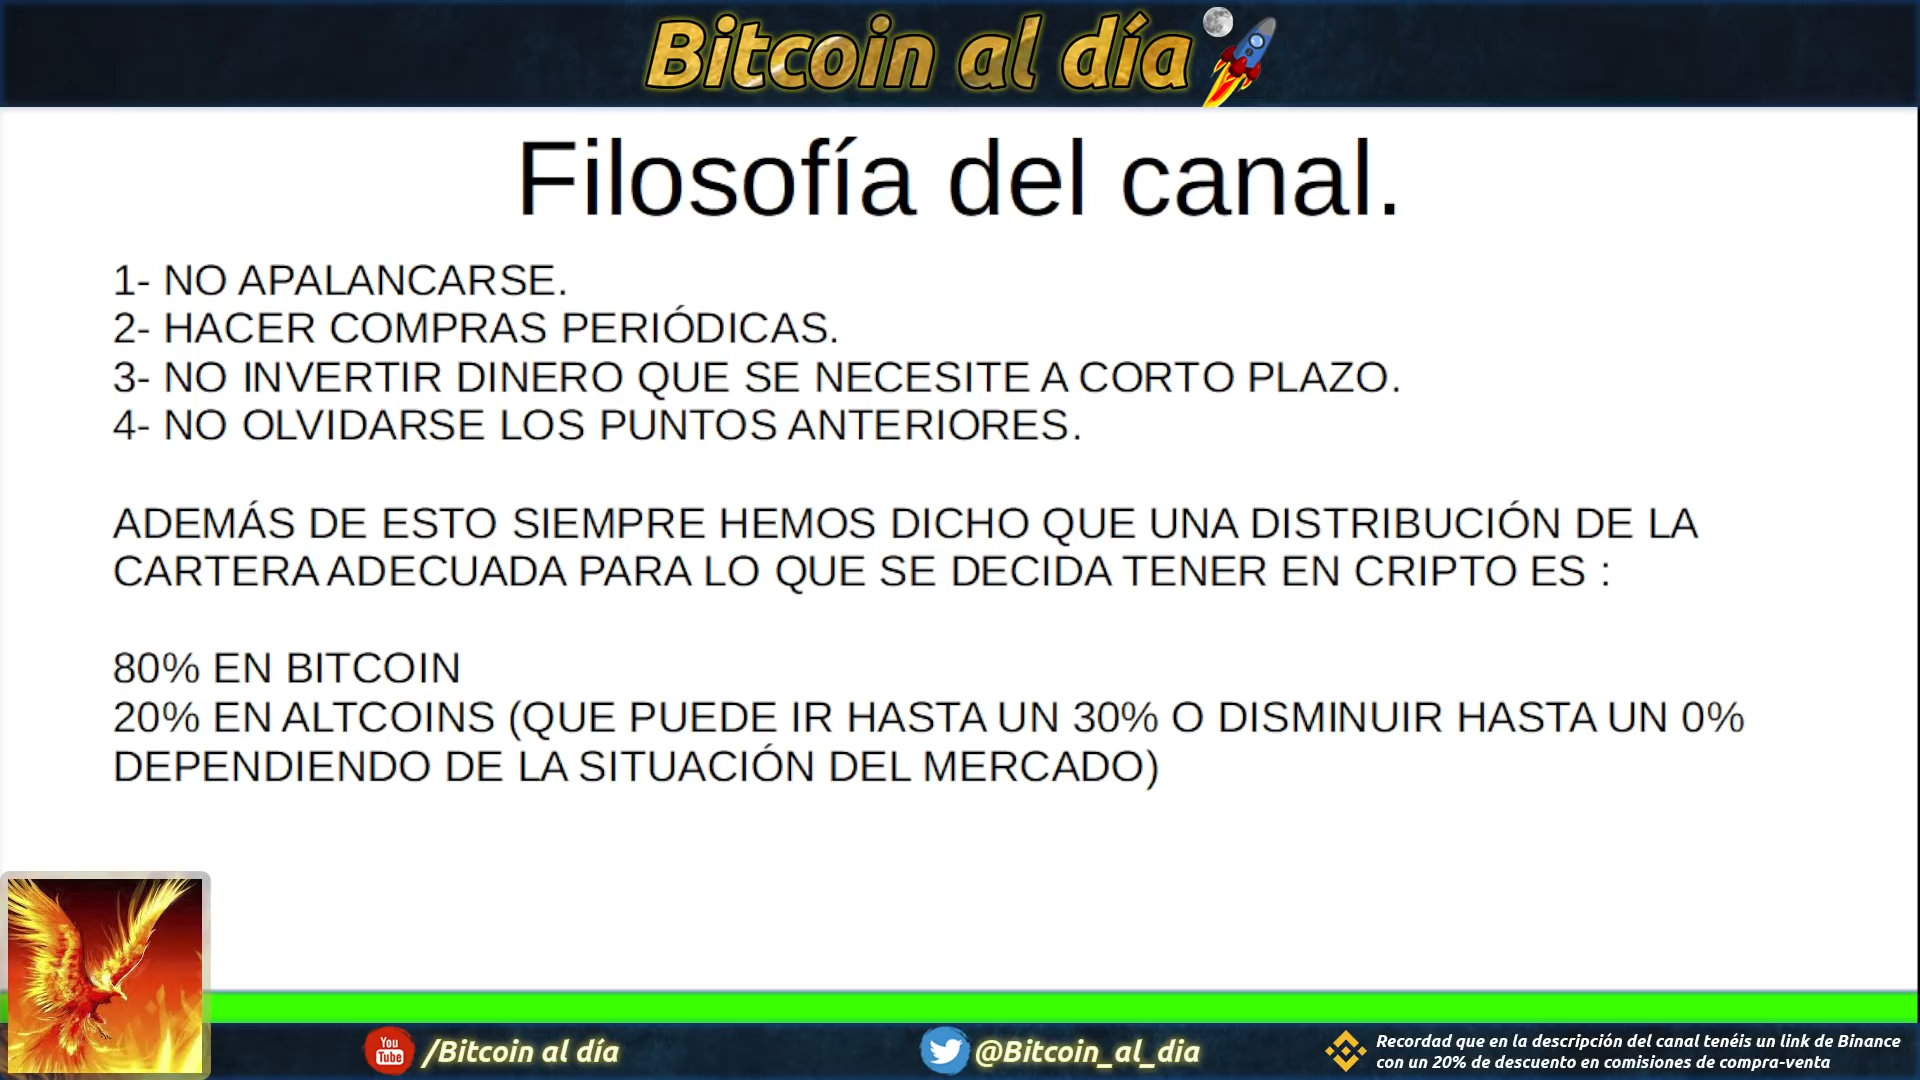 Bitcoin al día
Filosofía del canal.
1- NO APALANCARSE.
2- HACER COMPRAS PERIÓDICAS.
3- NO INVERTIR DINERO QUE SE NECESITE A CORTO PLAZO.
4- NO OLVIDARSE LOS PUNTOS ANTERIORES.
ADEMÁS DE ESTO SIEMPRE HEMOS DICHO QUE UNA DISTRIBUCIÓN DE LA
CARTERA ADECUADA PARA LO QUE SE DECIDA TENER EN CRIPTO ES :
80% EN BITCOIN
20% EN ALTCOINS (QUE PUEDE IR HASTA UN 30% O DISMINUIR HASTA UN 0%
DEPENDIENDO DE LA SITUACIÓN DEL MERCADO)
You
Tube
/Bitcoin al día
@Bitcoin_al_dia
Recordad que en la descripción del canal tenéis un link de Binance
con un 20% de descuento en comisiones de compra-venta